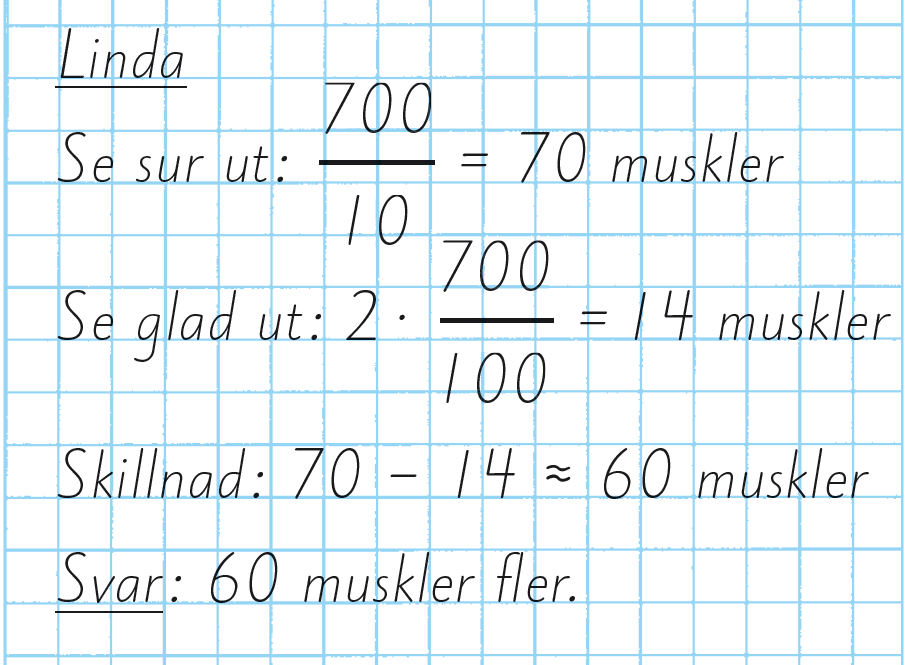 Linda
Se sur ut: 700/10 = 70 muskler
Se glad ut: 2 · 700/100 = 14 muskler
Skillnad: 70 − 14 ≈ 60 muskler
Svar: 60 muskler fler.